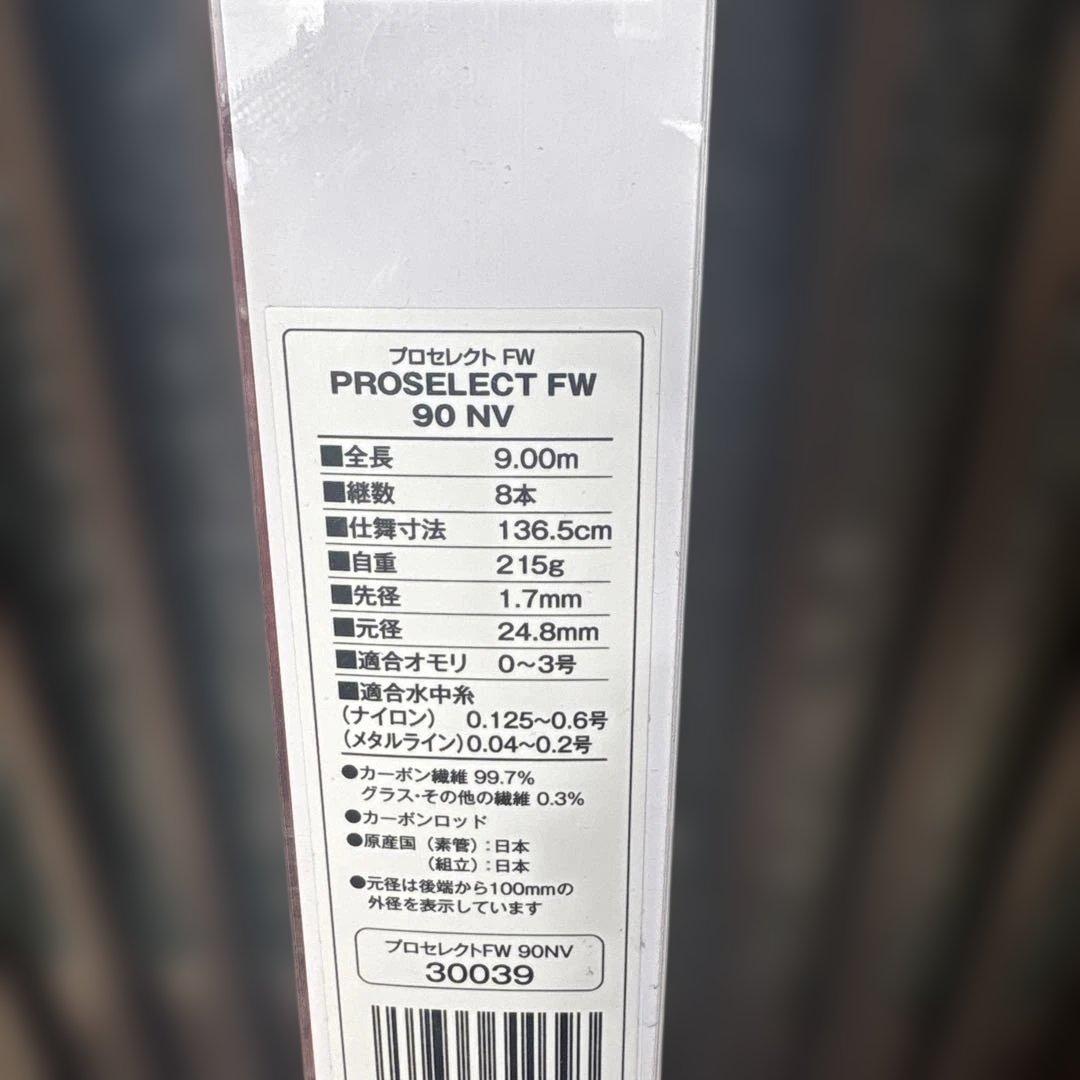 プロセレクト FW
PROSELECT FW
90 NV
■全長 9.00m
■継数 8本
■仕舞寸法 136.5cm
■自重 215g
■先径 1.7mm
■元径 24.8mm
■適合オモリ 0〜3号
■適合水中糸
(ナイロン) 0.125〜0.6号
(メタルライン)0.04〜0.2号
●カーボン繊維 99.7%
グラス・その他の繊維 0.3%
●カーボンロッド
●原産国(素管):日本
(組立):日本
●元径は後端から100mmの
外径を表示しています
プロセレクトFW 90NV
30039